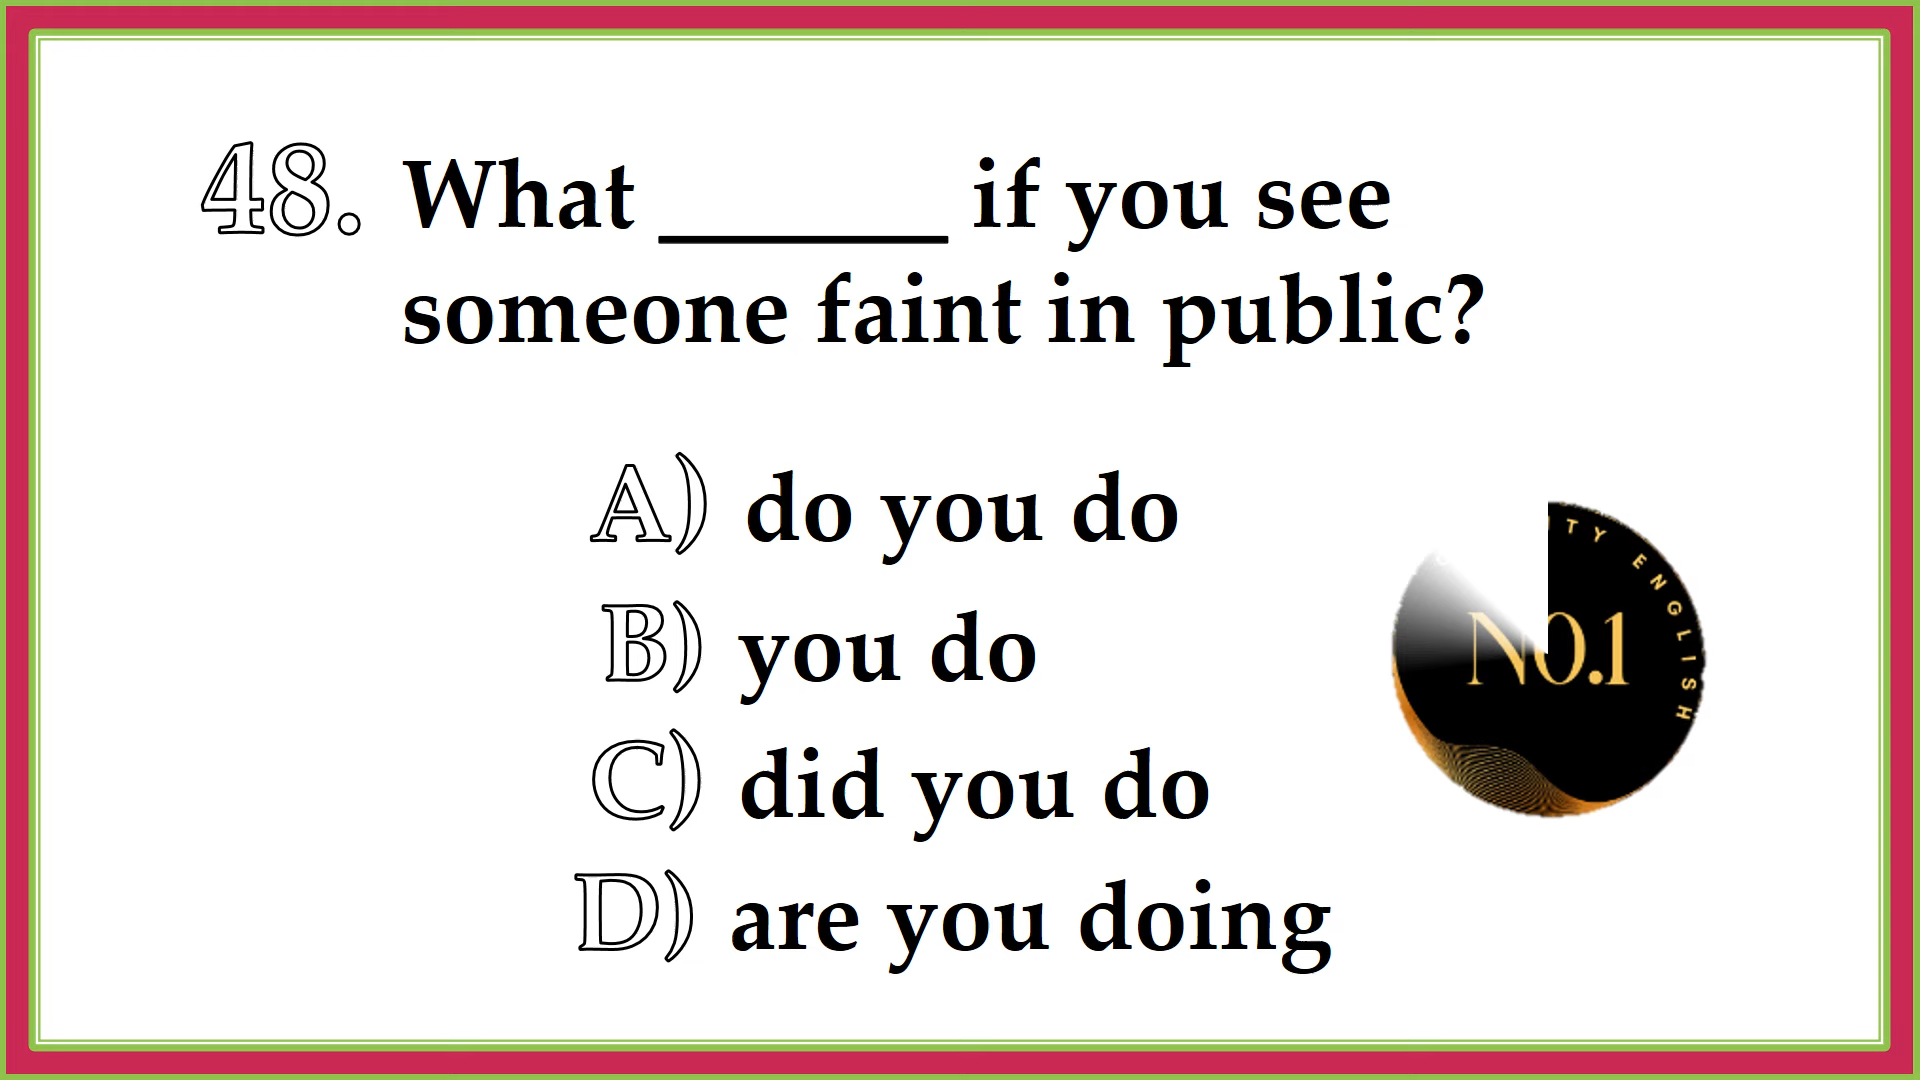 48. What ______ if you see
someone faint in public?
A) do you do
B) you do
C) did you do
D) are you doing
TY ENGLISH
NO.1